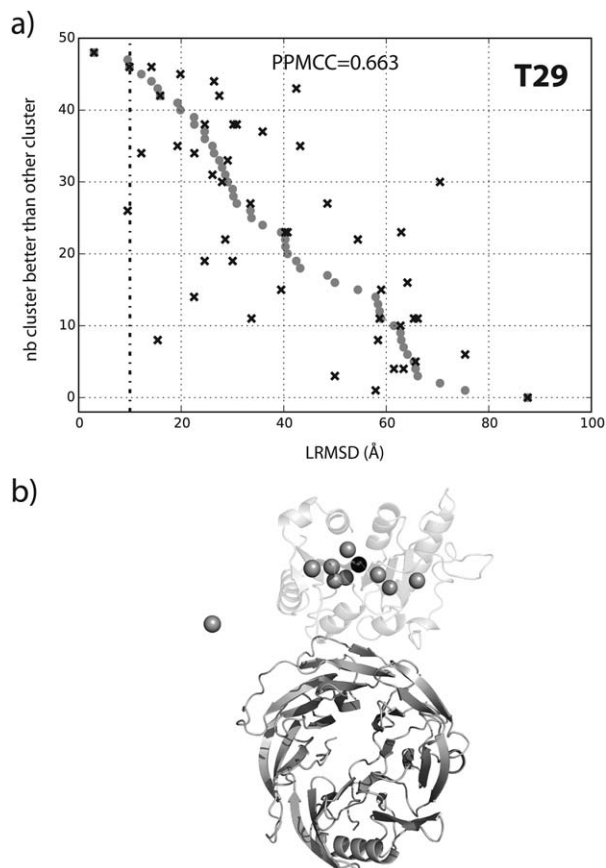 a)
PPMCC=0.663
T29
nb cluster better than other cluster
50
40
30
20
10
0
0 20 40 60 80 100
LRMSD (Å)
b)